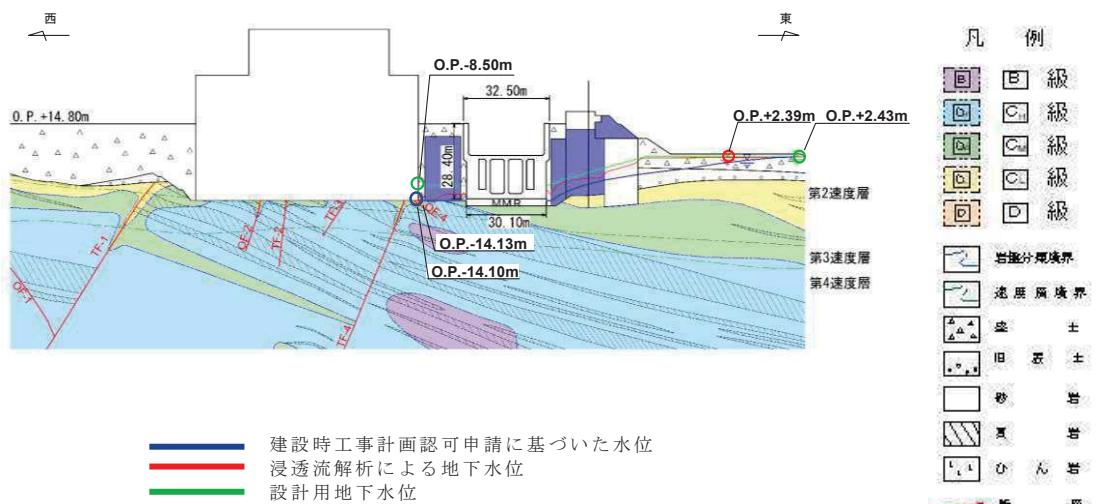 西
東
O.P.-8.50m
32.50m
O.P.+2.39m
O.P.+2.43m
O.P.+14.80m
28.40m
第2速度層
MMR
30.10m
TF-1
OF-2
TF-2
OF-4
O.P.-14.13m
O.P.-14.10m
第3速度層
第4速度層
OF-1
TF-4
建設時工事計画認可申請に基づいた水位
浸透流解析による地下水位
設計用地下水位
凡 例
B B 級
CH 級
CM 級
CL 級
D D 級
岩盤分類境界
速度層境界
盛 土
旧 表 土
砂 岩
頁 岩
ひ ん 岩